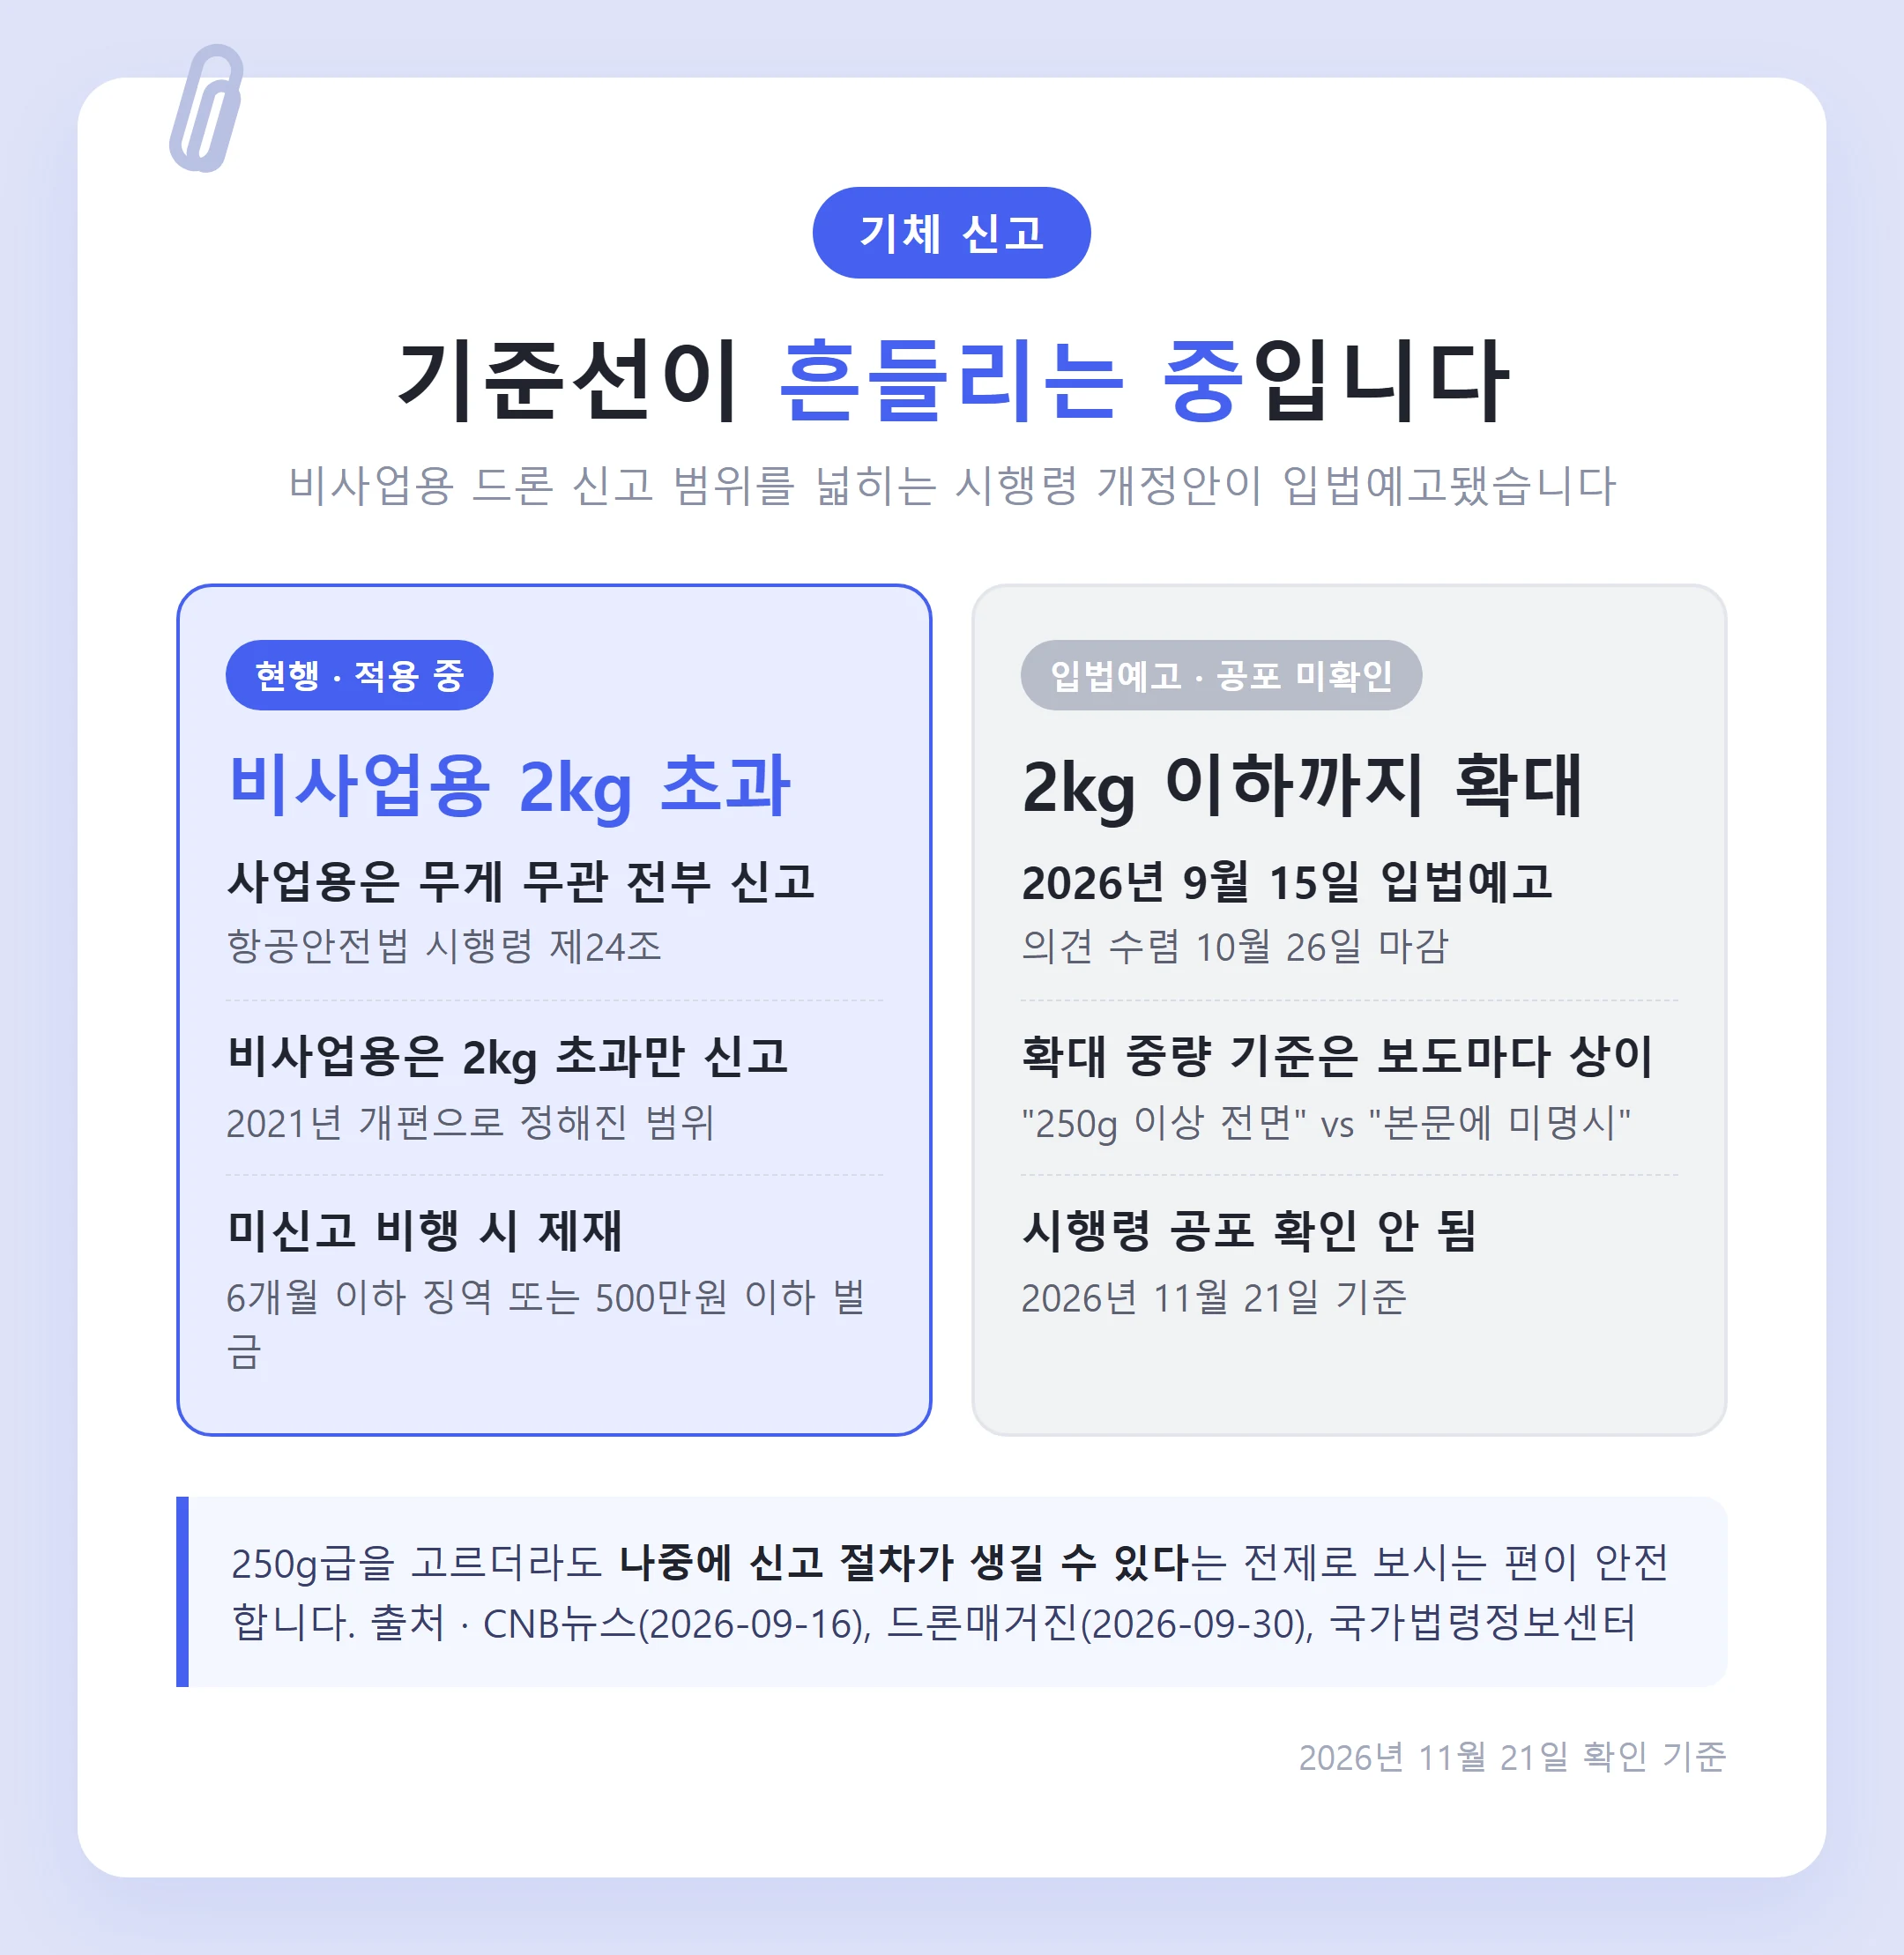 기체 신고
기준선이 흔들리는 중입니다
비사업용 드론 신고 범위를 넓히는 시행령 개정안이 입법예고됐습니다
현행 · 적용 중
비사업용 2kg 초과
사업용은 무게 무관 전부 신고
항공안전법 시행령 제24조
비사업용은 2kg 초과만 신고
2021년 개편으로 정해진 범위
미신고 비행 시 제재
6개월 이하 징역 또는 500만원 이하 벌
금
입법예고 · 공포 미확인
2kg 이하까지 확대
2026년 9월 15일 입법예고
의견 수렴 10월 26일 마감
확대 중량 기준은 보도마다 상이
"250g 이상 전면" vs "본문에 미명시"
시행령 공포 확인 안 됨
2026년 11월 21일 기준
250g급을 고르더라도 나중에 신고 절차가 생길 수 있다는 전제로 보시는 편이 안전
합니다. 출처 · CNB뉴스(2026-09-16), 드론매거진(2026-09-30), 국가법령정보센터
2026년 11월 21일 확인 기준